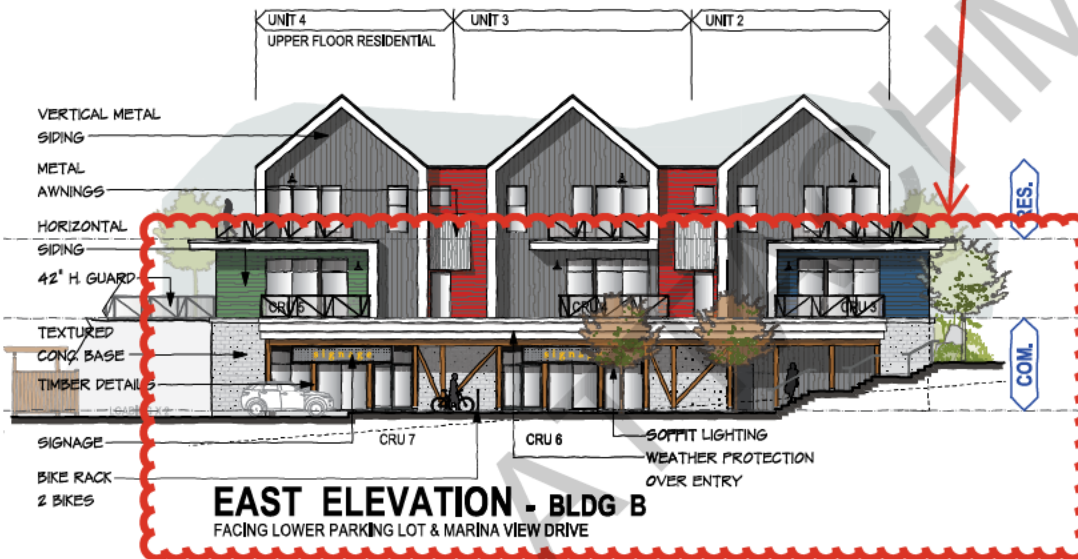 UNIT 4
UNIT 3
UNIT 2
UPPER FLOOR RESIDENTIAL
VERTICAL METAL
SIDING
METAL
AWNINGS
HORIZONTAL
SIDING
42" H. GUARD
TEXTURED
CONC. BASE
TIMBER DETAILS
SIGNAGE
BIKE RACK
2 BIKES
RES.
COM.
CRU 5
CRU 4
CRU 3
signage
CRU 7
CRU 6
SOFFIT LIGHTING
WEATHER PROTECTION
OVER ENTRY
EAST ELEVATION - BLDG B
FACING LOWER PARKING LOT & MARINA VIEW DRIVE